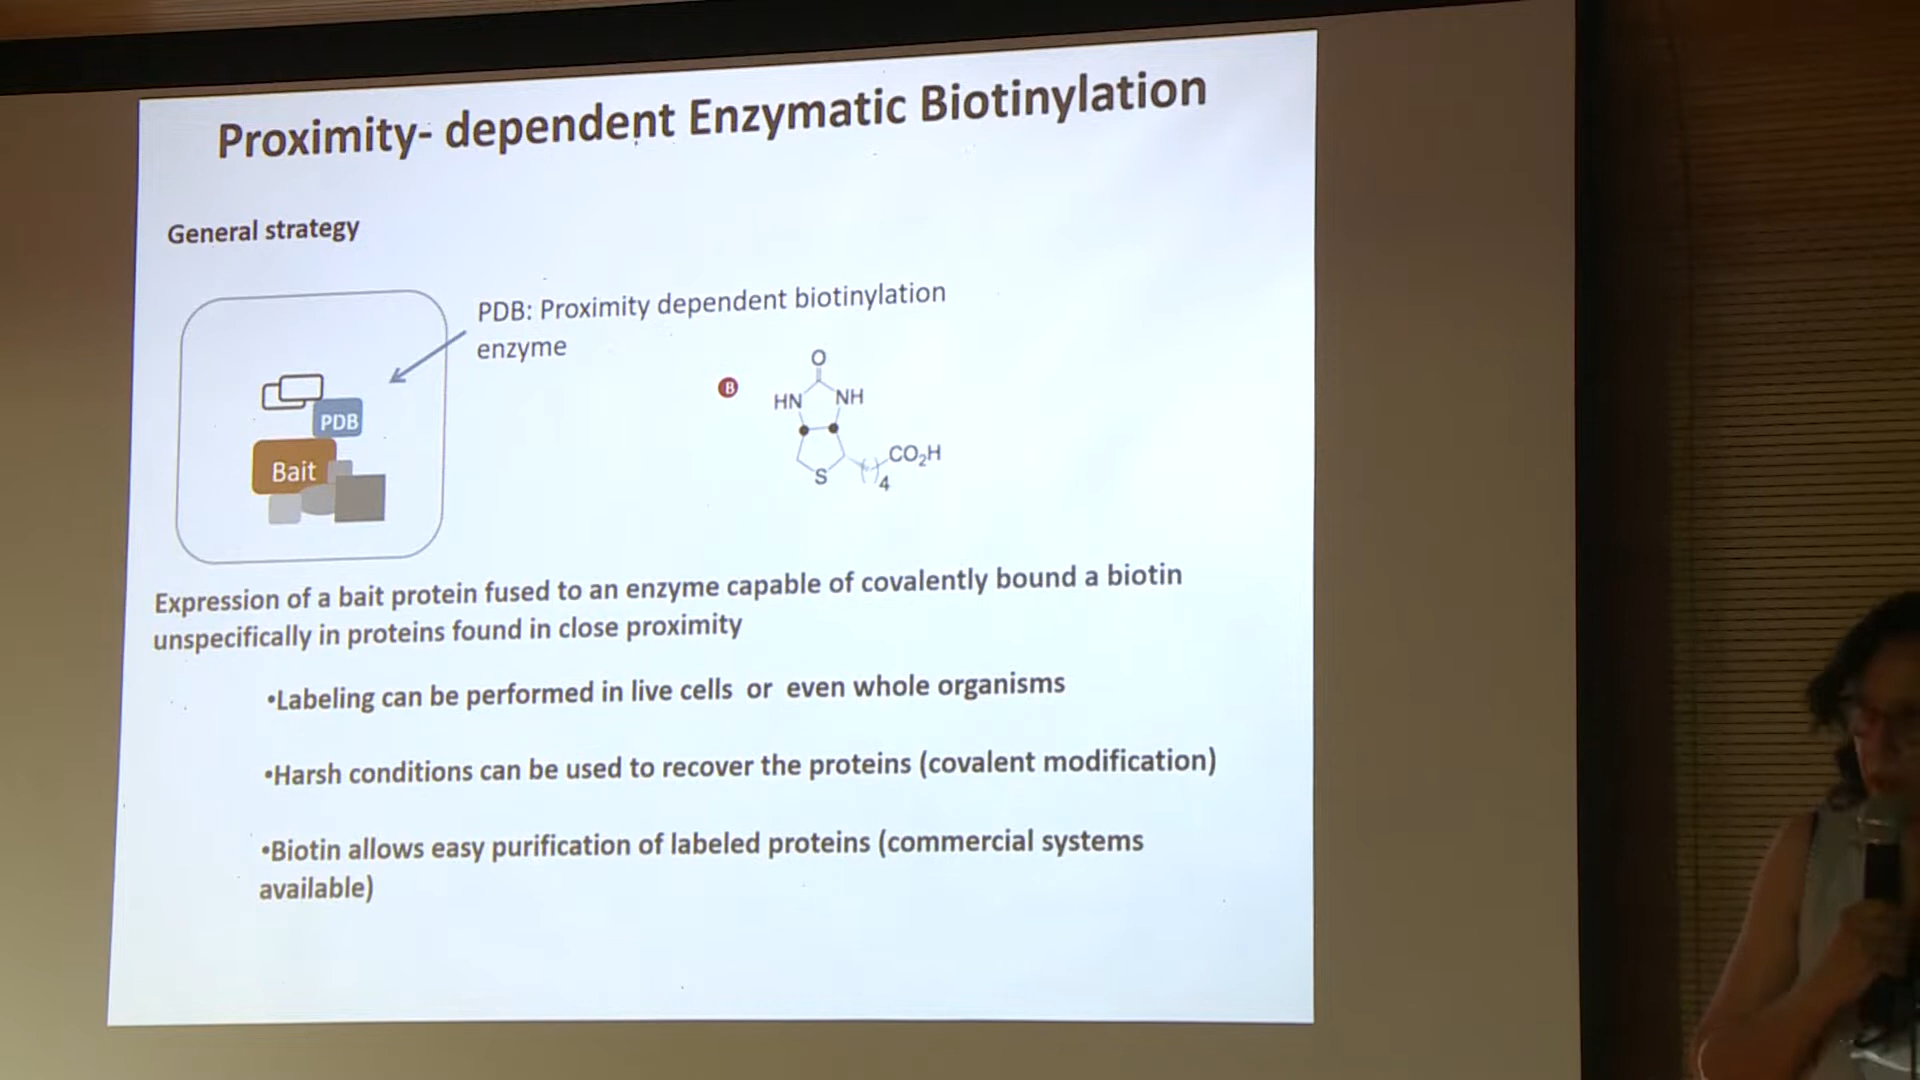 Proximity- dependent Enzymatic Biotinylation
General strategy
PDB: Proximity dependent biotinylation
enzyme
B
O
HN
NH
S
4
CO₂H
PDB
Bait
Expression of a bait protein fused to an enzyme capable of covalently bound a biotin
unspecifically in proteins found in close proximity
•Labeling can be performed in live cells or even whole organisms
•Harsh conditions can be used to recover the proteins (covalent modification)
•Biotin allows easy purification of labeled proteins (commercial systems
available)